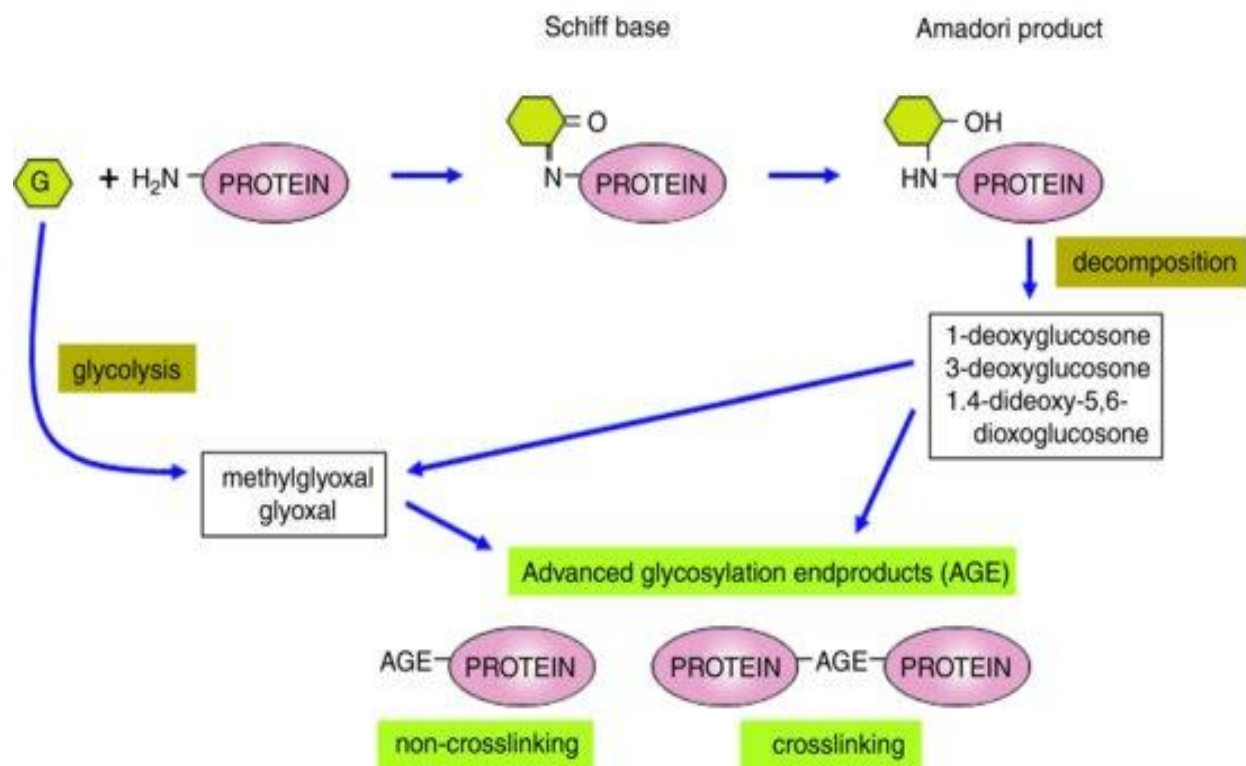 Schiff base
Amadori product
G
+ H₂N
PROTEIN
O
N
PROTEIN
OH
HN
PROTEIN
decomposition
glycolysis
1-deoxyglucosone
3-deoxyglucosone
1.4-dideoxy-5,6-
dioxoglucosone
methylglyoxal
glyoxal
Advanced glycosylation endproducts (AGE)
AGE
PROTEIN
PROTEIN
AGE
PROTEIN
non-crosslinking
crosslinking